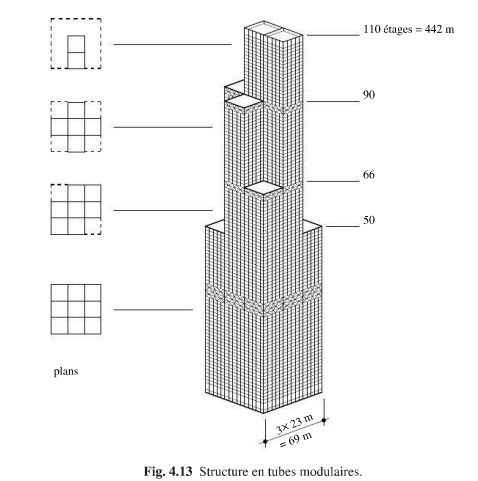 110 étages = 442 m
90
66
50
plans
3× 23 m
= 69 m
Fig. 4.13 Structure en tubes modulaires.